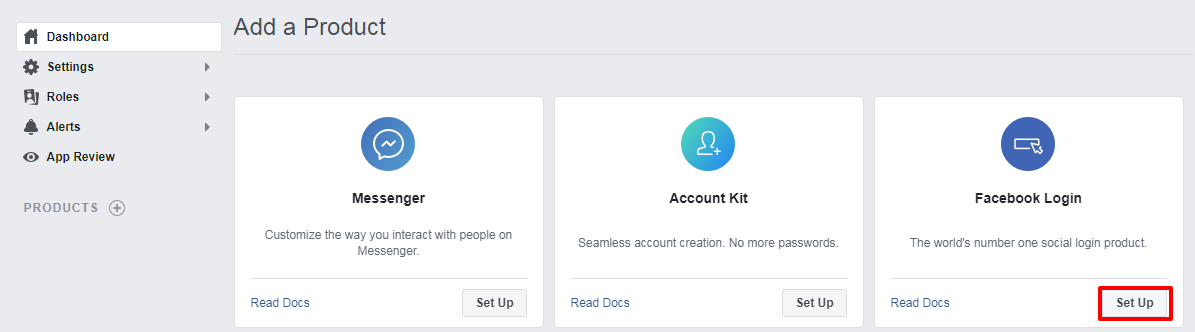 Add a Product
Dashboard
Settings
Roles
Alerts
App Review
PRODUCTS
Messenger
Customize the way you interact with people on
Messenger.
Read Docs
Set Up
Account Kit
Seamless account creation. No more passwords.
Read Docs
Set Up
Facebook Login
The world's number one social login product.
Read Docs
Set Up